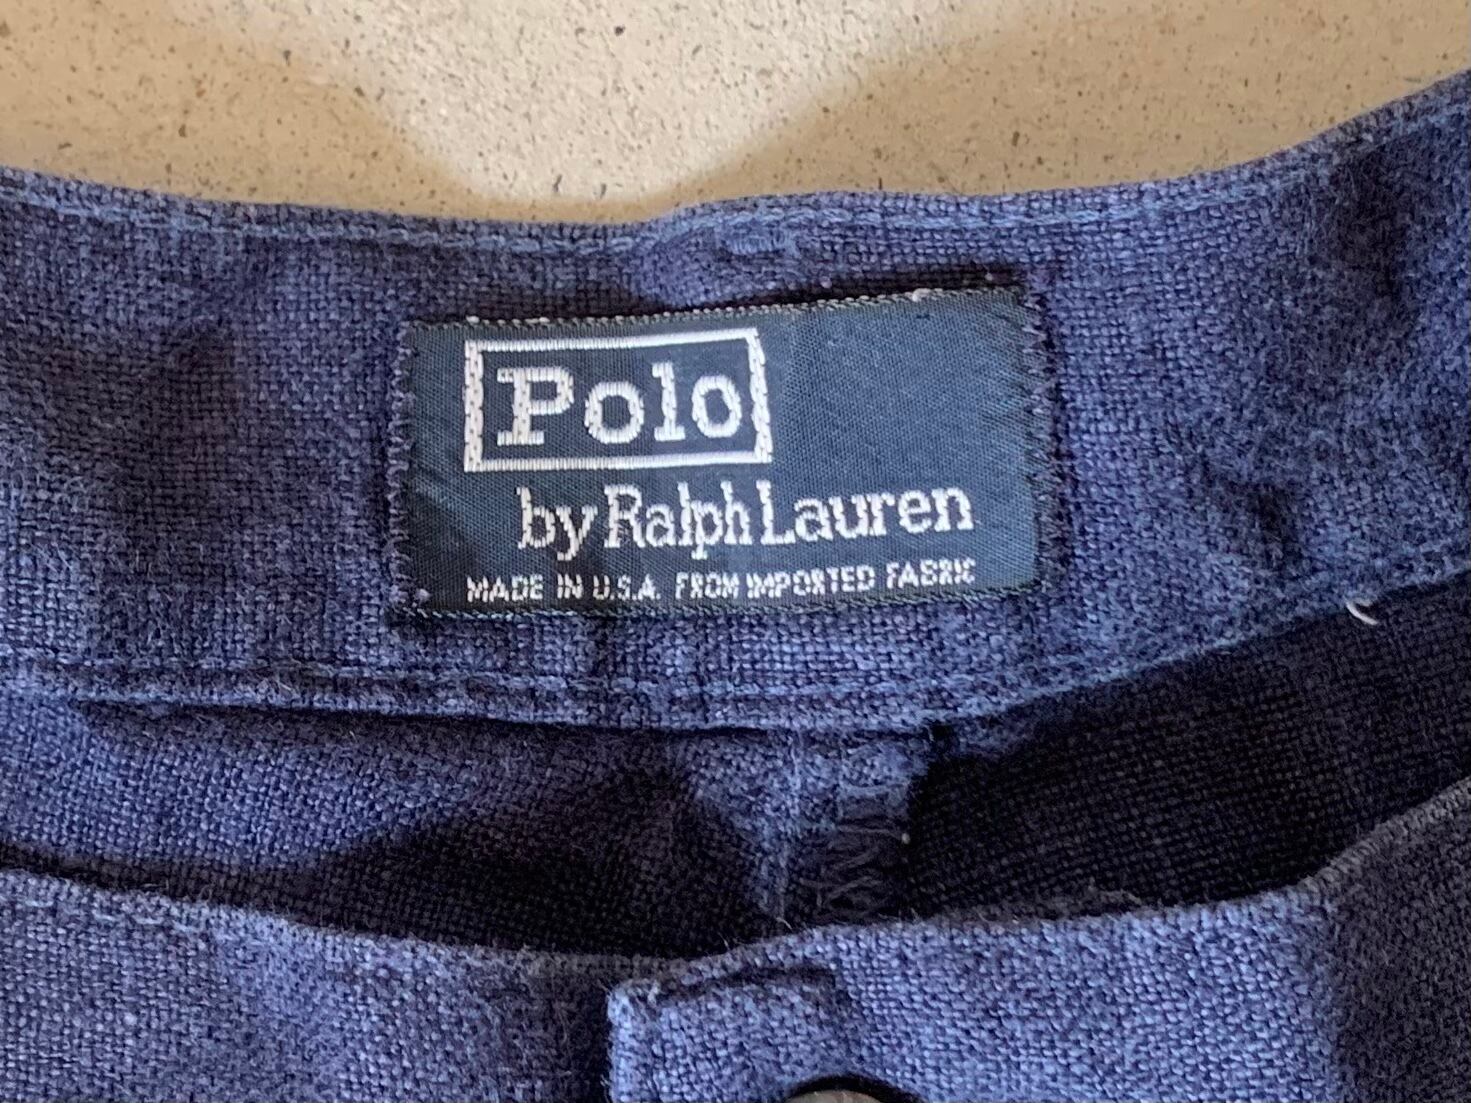 Polo
by Ralph Lauren
MADE IN U.S.A. FROM IMPORTED FABRIC